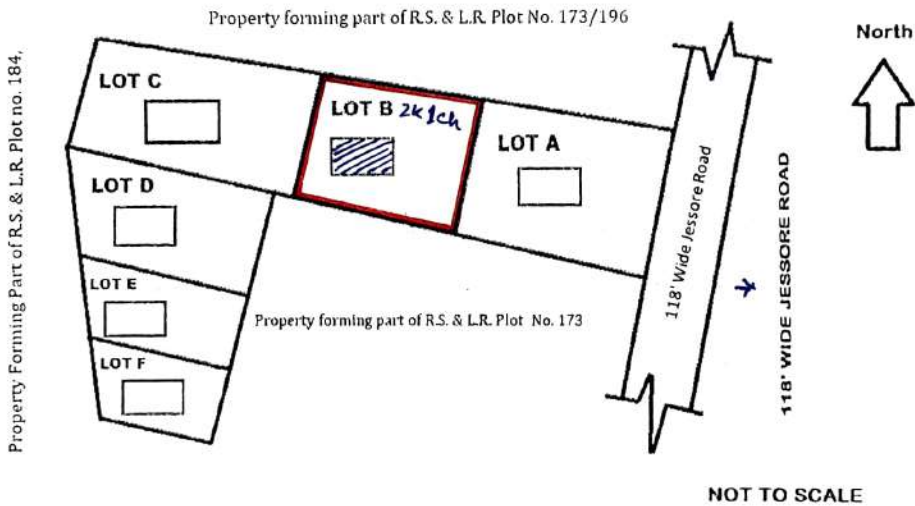 Property forming part of R.S. & L.R. Plot No. 173/196
North
Property Forming Part of R.S. & L.R. Plot no. 184,
LOT C
LOT B 2k 1ch
LOT A
LOT D
LOT E
LOT F
Property forming part of R.S. & L.R. Plot No. 173
118' Wide Jessore Road
118' WIDE JESSORE ROAD
NOT TO SCALE